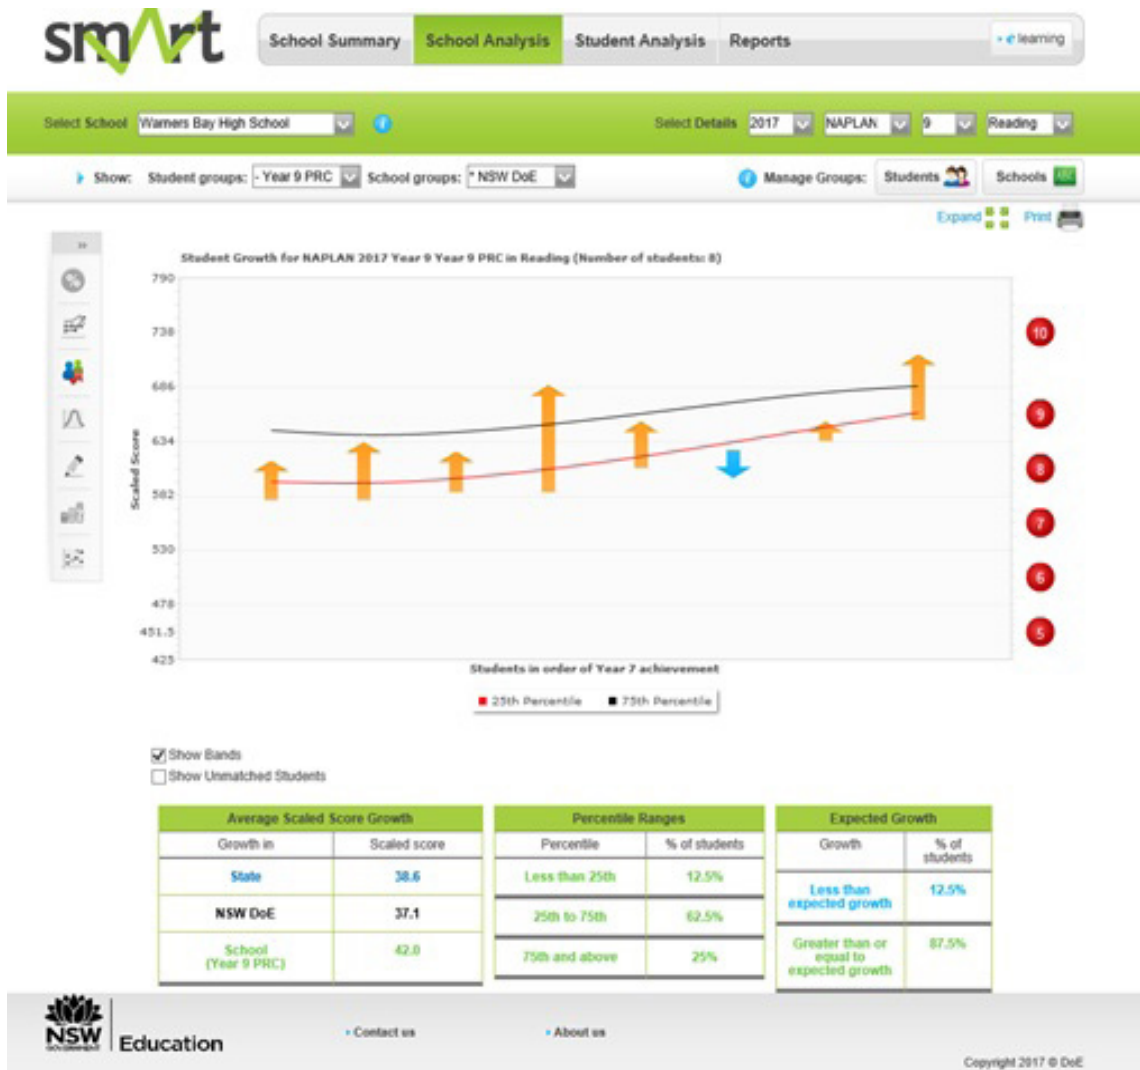 smart
School Summary School Analysis Student Analysis Reports e learning
Select School Warners Bay High School Select Details 2017 NAPLAN 9 Reading
Show: Student groups: - Year 9 PRC School groups: * NSW DoE Manage Groups: Students Schools
Expand Print
Student Growth for NAPLAN 2017 Year 9 Year 9 PRC in Reading (Number of students: 8)
790
738
686
634
582
530
478
451.5
425
Scaled Score
10
9
8
7
6
5
Students in order of Year 7 achievement
25th Percentile 75th Percentile
Show Bands
Show Unmatched Students
Average Scaled Score Growth
Growth in Scaled score
State 38.6
NSW DoE 37.1
School
(Year 9 PRC) 42.0
Percentile Ranges
Percentile % of students
Less than 25th 12.5%
25th to 75th 62.5%
75th and above 25%
Expected Growth
Growth % of
students
Less than
expected growth 12.5%
Greater than or
equal to
expected growth 87.5%
NSW
GOVERNMENT
Education
Contact us About us
Copyright 2017 © DoE